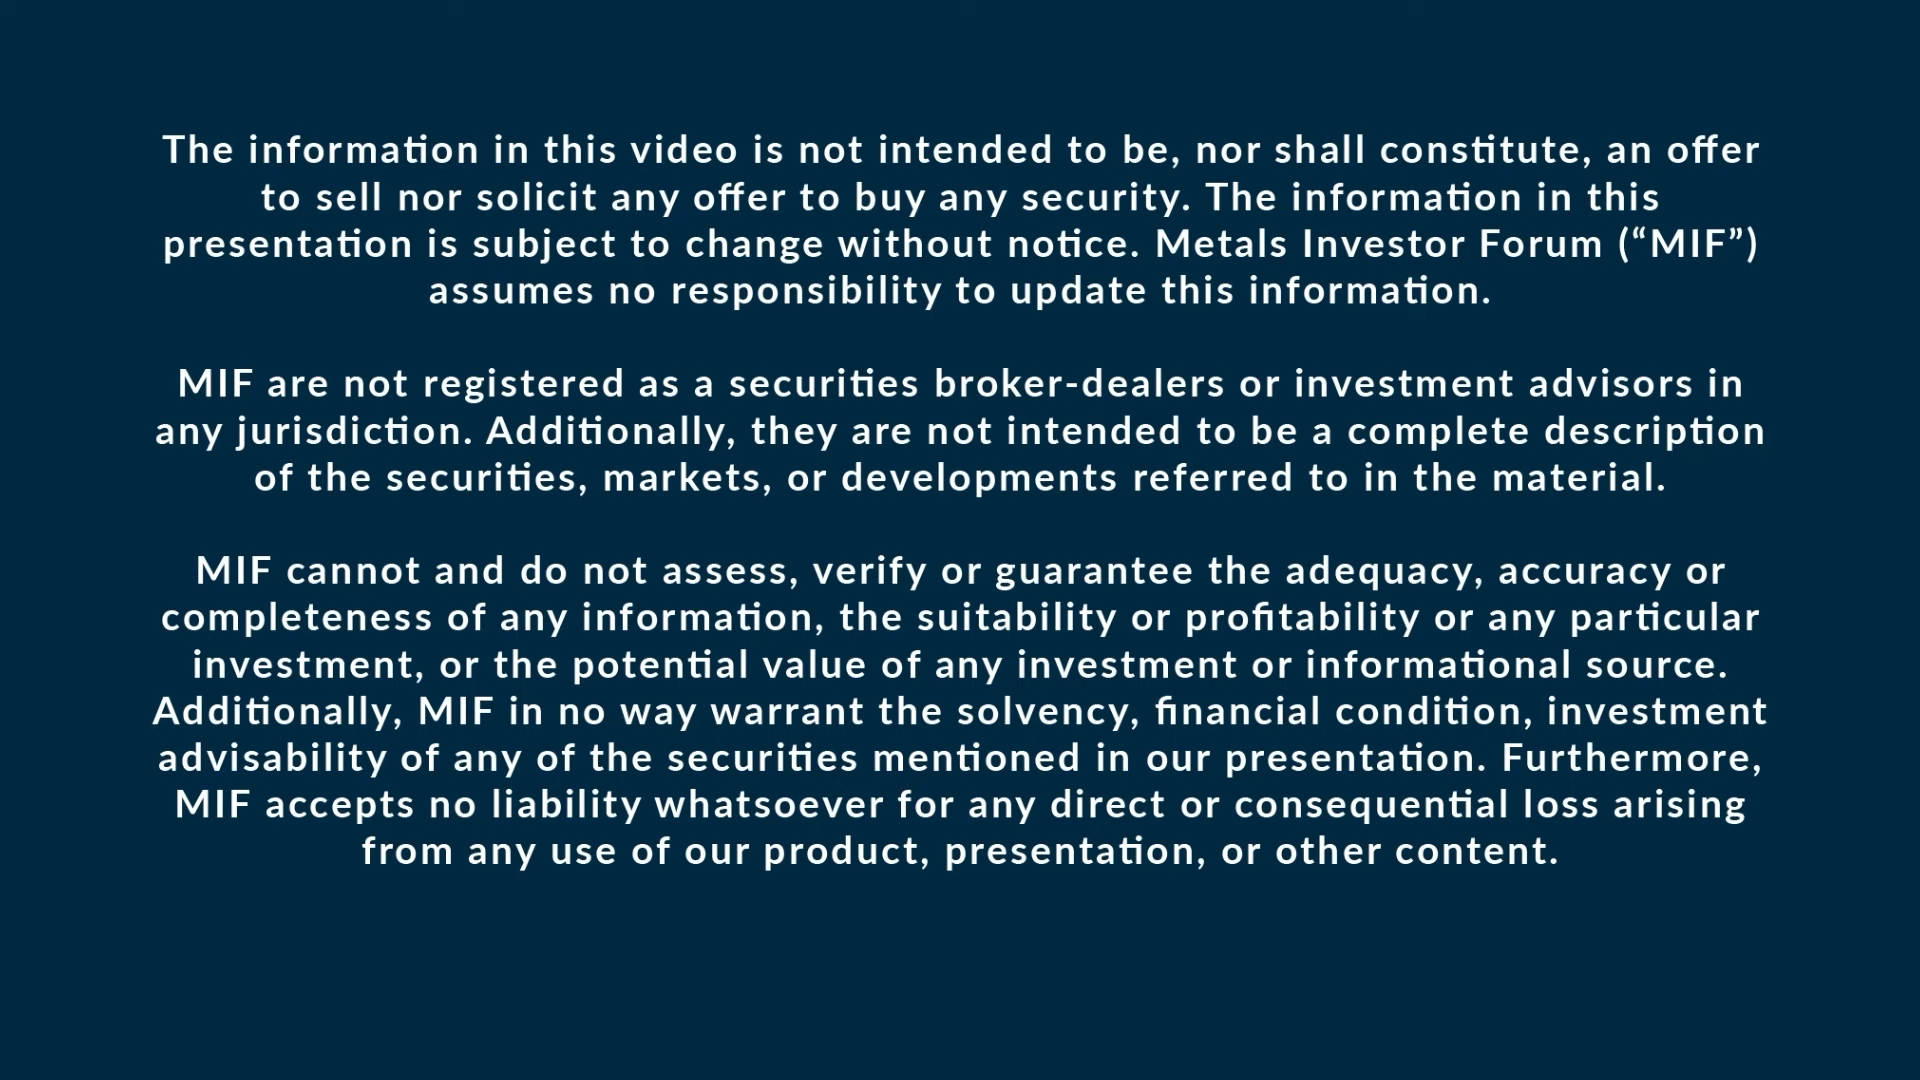 The information in this video is not intended to be, nor shall constitute, an offer
to sell nor solicit any offer to buy any security. The information in this
presentation is subject to change without notice. Metals Investor Forum (“MIF”)
assumes no responsibility to update this information.
MIF are not registered as a securities broker-dealers or investment advisors in
any jurisdiction. Additionally, they are not intended to be a complete description
of the securities, markets, or developments referred to in the material.
MIF cannot and do not assess, verify or guarantee the adequacy, accuracy or
completeness of any information, the suitability or profitability or any particular
investment, or the potential value of any investment or informational source.
Additionally, MIF in no way warrant the solvency, financial condition, investment
advisability of any of the securities mentioned in our presentation. Furthermore,
MIF accepts no liability whatsoever for any direct or consequential loss arising
from any use of our product, presentation, or other content.